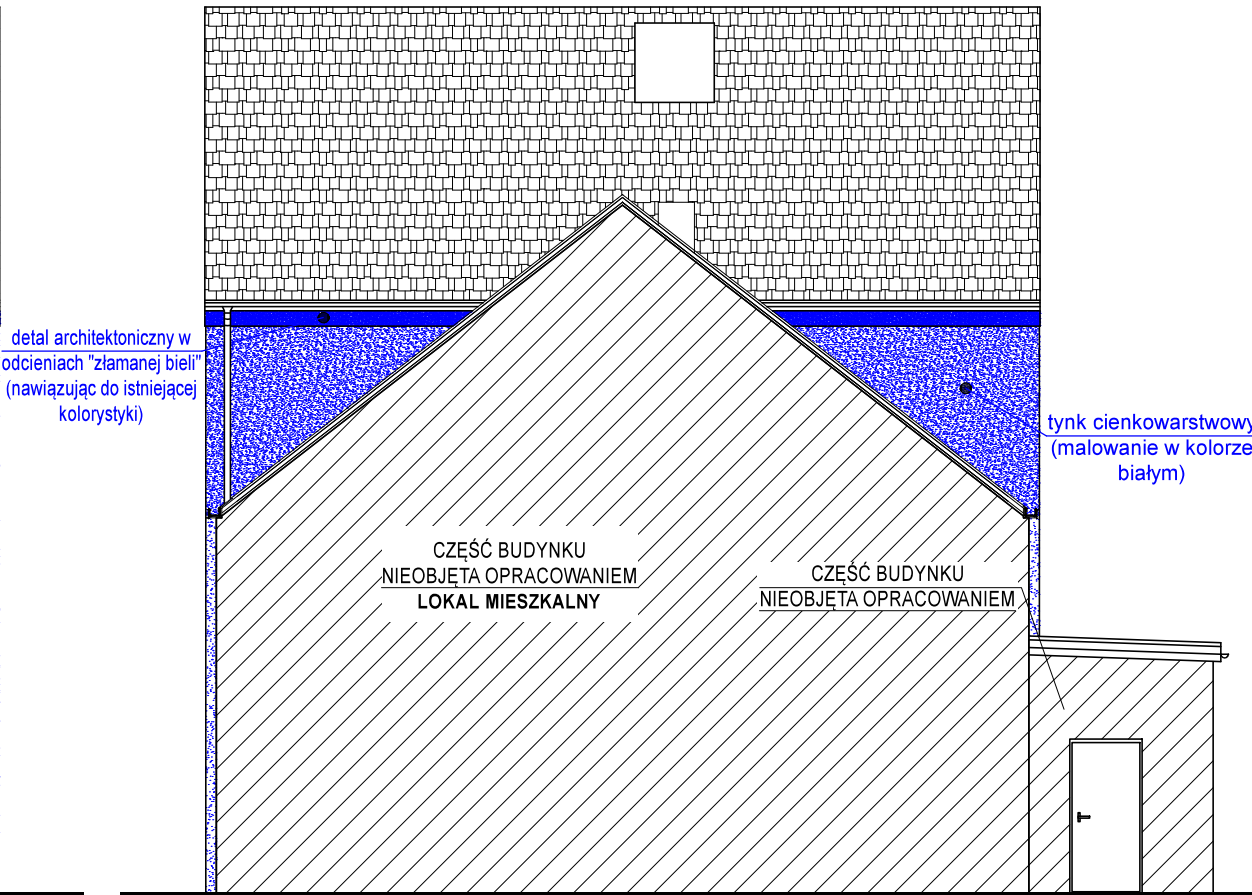 detal architektoniczny w
odcieniach "złamanej bieli"
(nawiązując do istniejącej
kolorystyki)
tynk cienkowarstwowy
(malowanie w kolorze
białym)
CZĘŚĆ BUDYNKU
NIEOBJĘTA OPRACOWANIEM
LOKAL MIESZKALNY
CZĘŚĆ BUDYNKU
NIEOBJĘTA OPRACOWANIEM